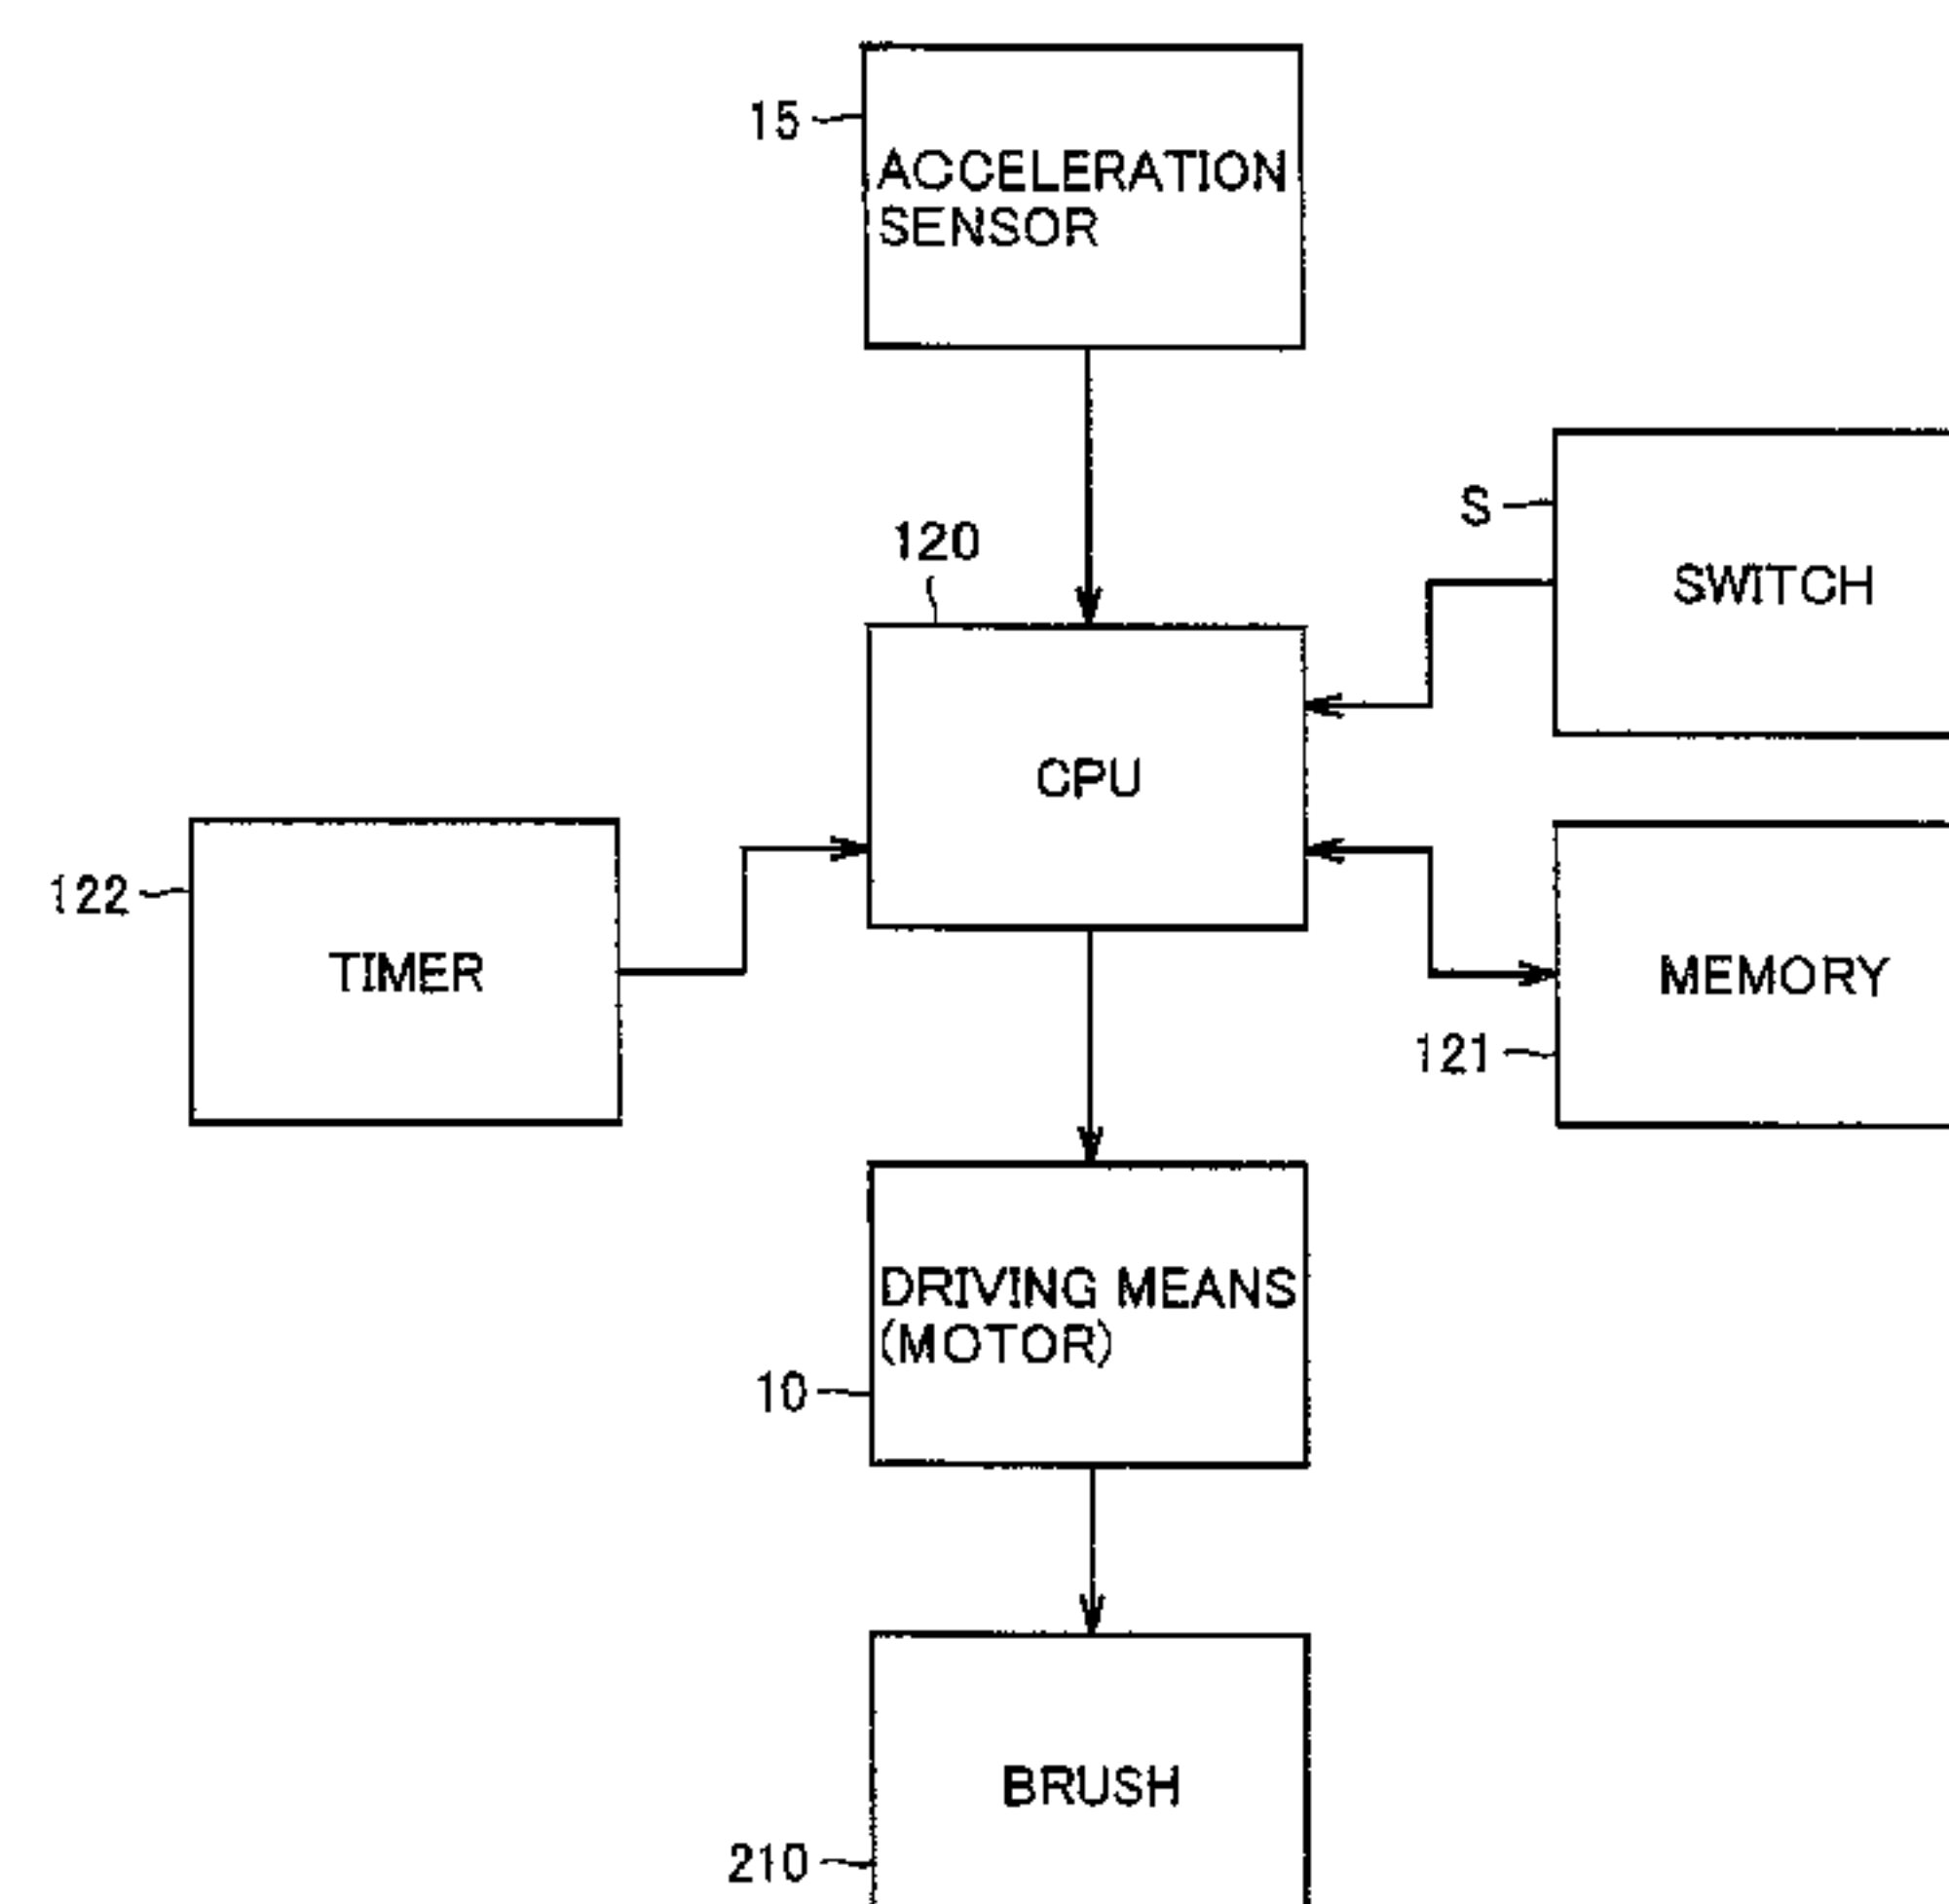 15
ACCELERATION
SENSOR
S
SWITCH
120
CPU
122
TIMER
MEMORY
121
DRIVING MEANS
(MOTOR)
10
BRUSH
210